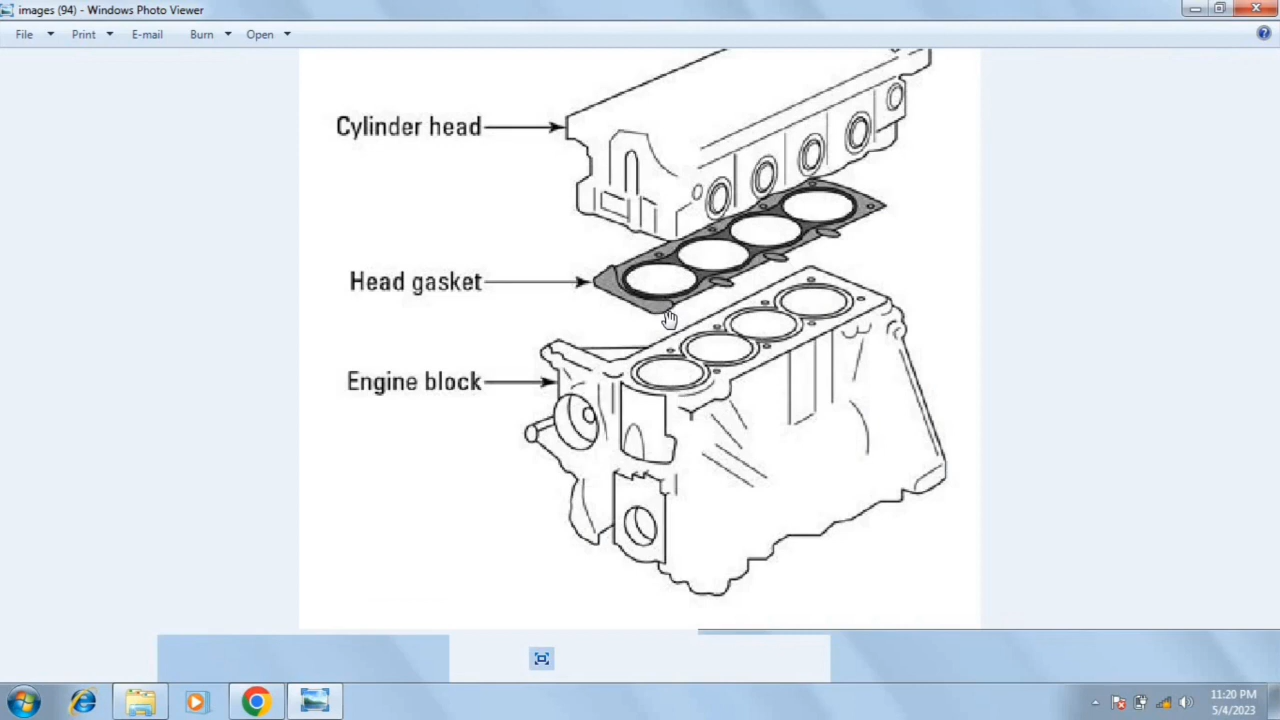 images (94) - Windows Photo Viewer
File Print E-mail Burn Open
Cylinder head
Head gasket
Engine block
11:20 PM
5/4/2023